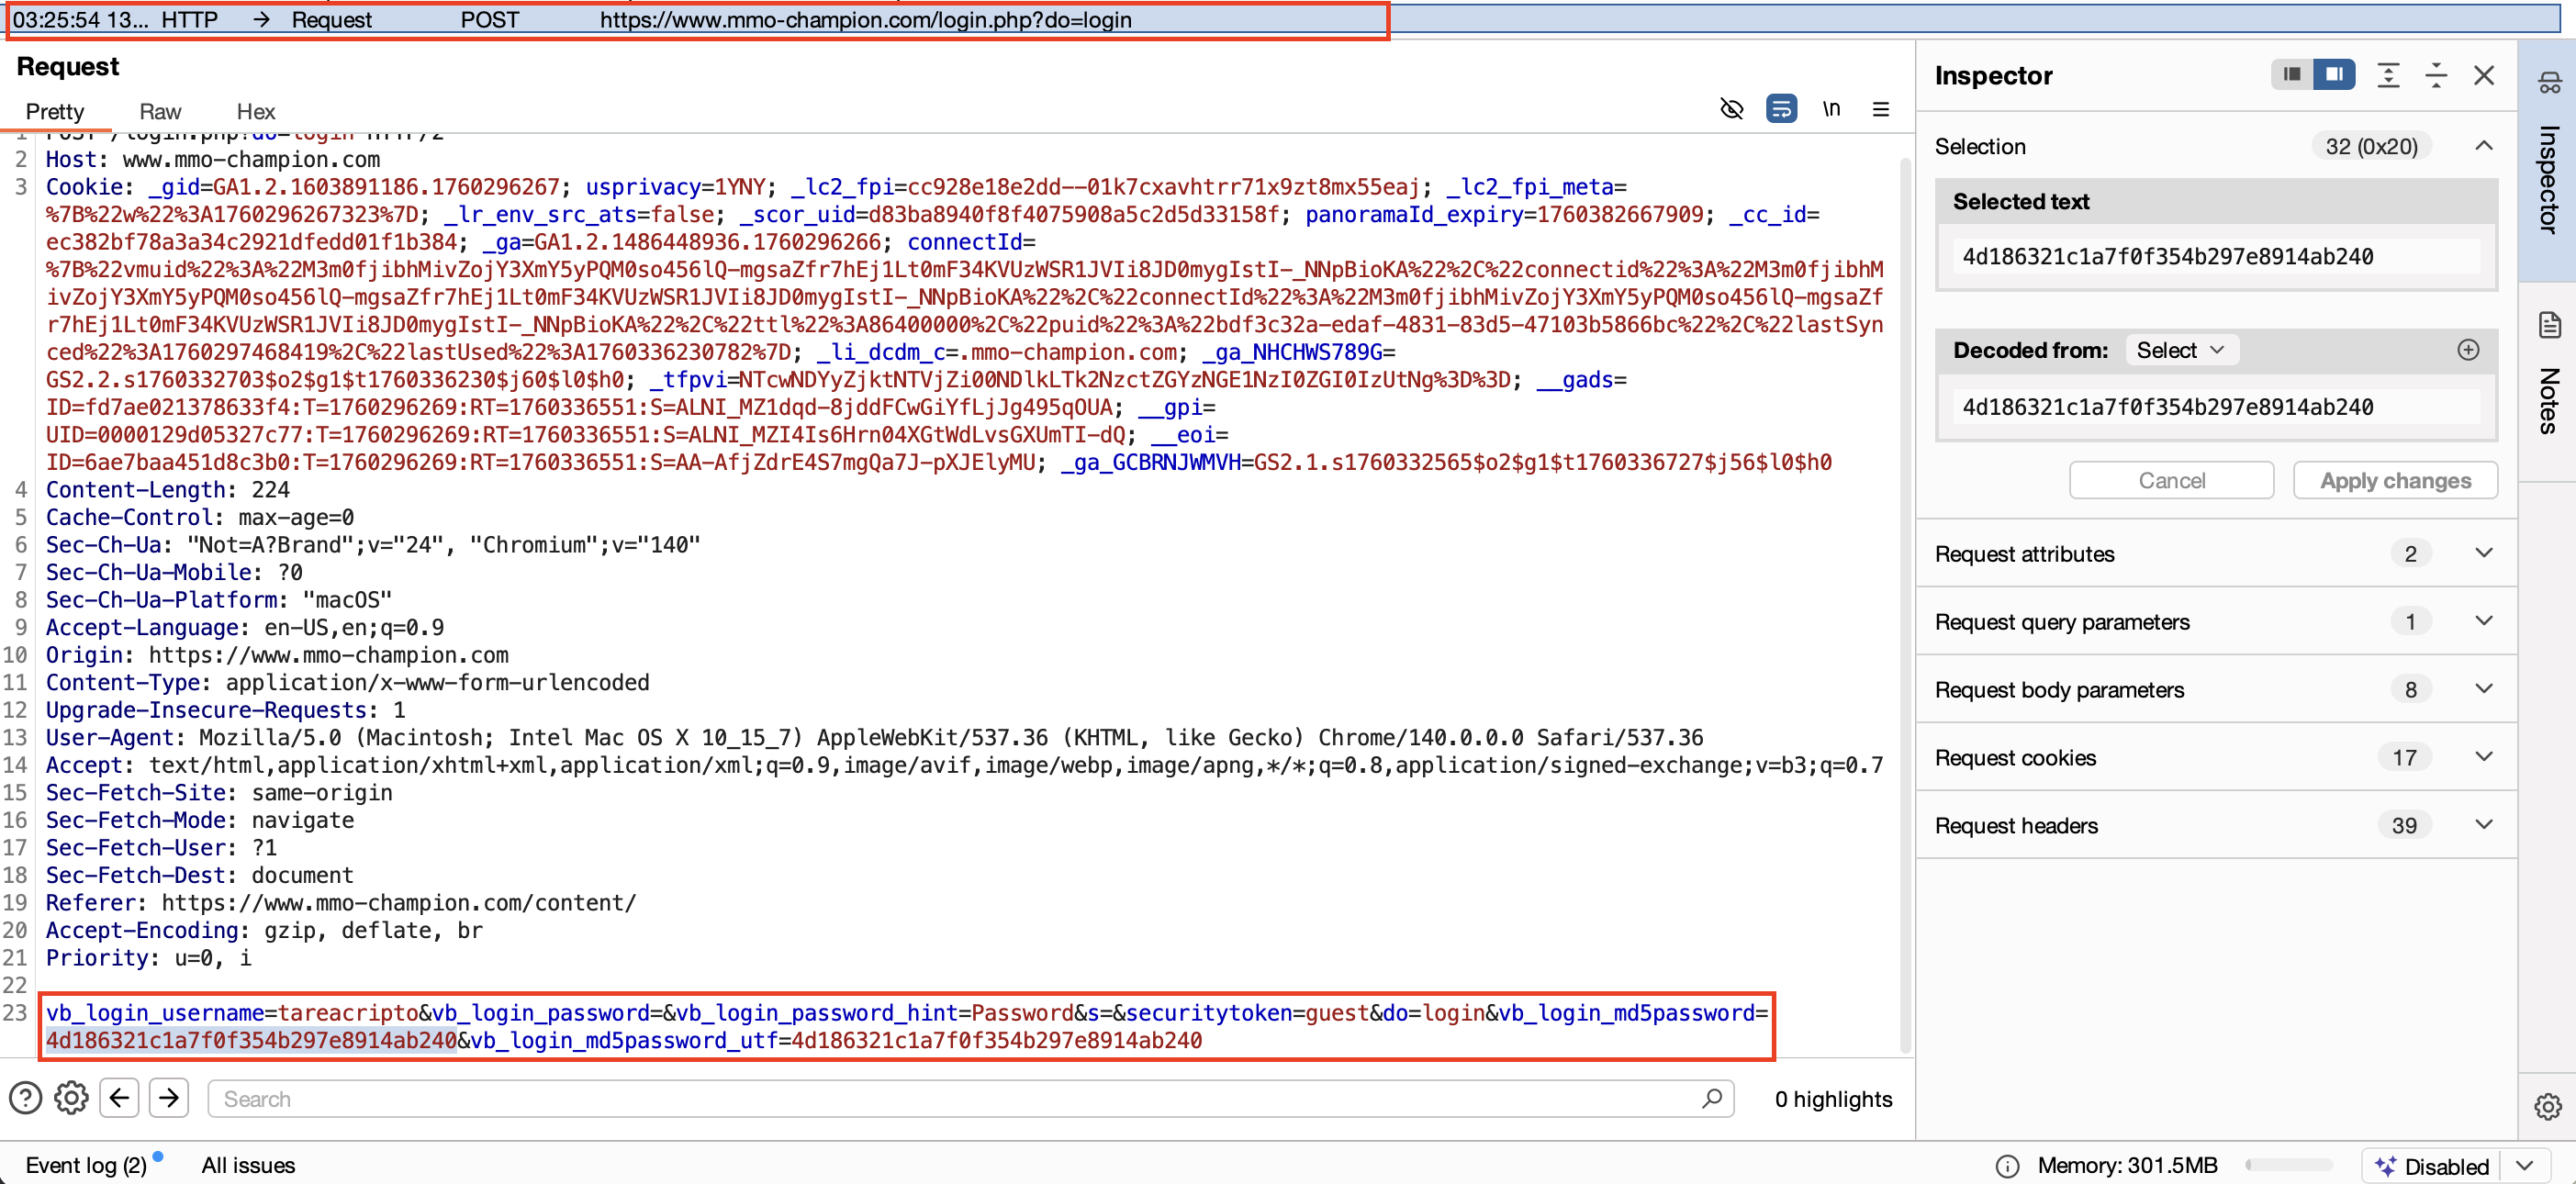 03:25:54 13... HTTP → Request POST https://www.mmo-champion.com/login.php?do=login
Request
Pretty Raw Hex
\n
1 POST /login.php?do=login HTTP/2
2 Host: www.mmo-champion.com
3 Cookie: _gid=GA1.2.1603891186.1760296267; usprivacy=1YNY; _lc2_fpi=cc928e18e2dd--01k7cxavhtrr71x9zt8mx55eaj; _lc2_fpi_meta=
%7B%22w%22%3A1760296267323%7D; _lr_env_src_ats=false; _scor_uid=d83ba8940f8f4075908a5c2d5d33158f; panoramaId_expiry=1760382667909; _cc_id=
ec382bf78a3a34c2921dfedd01f1b384; _ga=GA1.2.1486448936.1760296266; connectId=
%7B%22vmuid%22%3A%22M3m0fjibhMivZojY3XmY5yPQM0so456lQ-mgsaZfr7hEj1Lt0mF34KVUzWSR1JVIi8JD0mygIstI-_NNpBioKA%22%2C%22connectid%22%3A%22M3m0fjibhM
ivZojY3XmY5yPQM0so456lQ-mgsaZfr7hEj1Lt0mF34KVUzWSR1JVIi8JD0mygIstI-_NNpBioKA%22%2C%22connectId%22%3A%22M3m0fjibhMivZojY3XmY5yPQM0so456lQ-mgsaZf
r7hEj1Lt0mF34KVUzWSR1JVIi8JD0mygIstI-_NNpBioKA%22%2C%22ttl%22%3A86400000%2C%22puid%22%3A%22bdf3c32a-edaf-4831-83d5-47103b5866bc%22%2C%22lastSyn
ced%22%3A1760297468419%2C%22lastUsed%22%3A1760336230782%7D; _li_dcdm_c=.mmo-champion.com; _ga_NHCHWS789G=
GS2.2.s1760332703$o2$g1$t1760336230$j60$l0$h0; _tfpvi=NTcwNDYyZjktNTVjZi00NDlkLTk2NzctZGYzNGE1NzI0ZGI0IzUtNg%3D%3D; __gads=
ID=fd7ae021378633f4:T=1760296269:RT=1760336551:S=ALNI_MZ1dqd-8jddFCwGiYfLjJg495qOUA; __gpi=
UID=0000129d05327c77:T=1760296269:RT=1760336551:S=ALNI_MZI4Is6Hrn04XGtWdLvsGXUmTI-dQ; __eoi=
ID=6ae7baa451d8c3b0:T=1760296269:RT=1760336551:S=AA-AfjZdrE4S7mgQa7J-pXJElyMU; _ga_GCBRNJWMVH=GS2.1.s1760332565$o2$g1$t1760336727$j56$l0$h0
4 Content-Length: 224
5 Cache-Control: max-age=0
6 Sec-Ch-Ua: "Not=A?Brand";v="24", "Chromium";v="140"
7 Sec-Ch-Ua-Mobile: ?0
8 Sec-Ch-Ua-Platform: "macOS"
9 Accept-Language: en-US,en;q=0.9
10 Origin: https://www.mmo-champion.com
11 Content-Type: application/x-www-form-urlencoded
12 Upgrade-Insecure-Requests: 1
13 User-Agent: Mozilla/5.0 (Macintosh; Intel Mac OS X 10_15_7) AppleWebKit/537.36 (KHTML, like Gecko) Chrome/140.0.0.0 Safari/537.36
14 Accept: text/html,application/xhtml+xml,application/xml;q=0.9,image/avif,image/webp,image/apng,*/*;q=0.8,application/signed-exchange;v=b3;q=0.7
15 Sec-Fetch-Site: same-origin
16 Sec-Fetch-Mode: navigate
17 Sec-Fetch-User: ?1
18 Sec-Fetch-Dest: document
19 Referer: https://www.mmo-champion.com/content/
20 Accept-Encoding: gzip, deflate, br
21 Priority: u=0, i
22
23 vb_login_username=tareacripto&vb_login_password=&vb_login_password_hint=Password&s=&securitytoken=guest&do=login&vb_login_md5password=
4d186321c1a7f0f354b297e8914ab240&vb_login_md5password_utf=4d186321c1a7f0f354b297e8914ab240
Search
0 highlights
Inspector
Selection 32 (0x20)
Selected text
4d186321c1a7f0f354b297e8914ab240
Decoded from: Select
4d186321c1a7f0f354b297e8914ab240
Cancel Apply changes
Request attributes 2
Request query parameters 1
Request body parameters 8
Request cookies 17
Request headers 39
Inspector
Notes
Event log (2) All issues
Memory: 301.5MB
Disabled